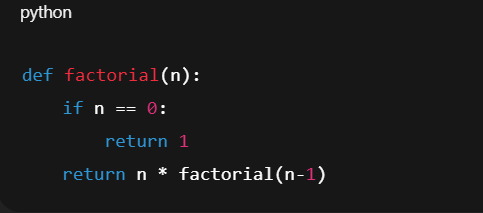 python
def factorial(n):
    if n == 0:
        return 1
    return n * factorial(n-1)